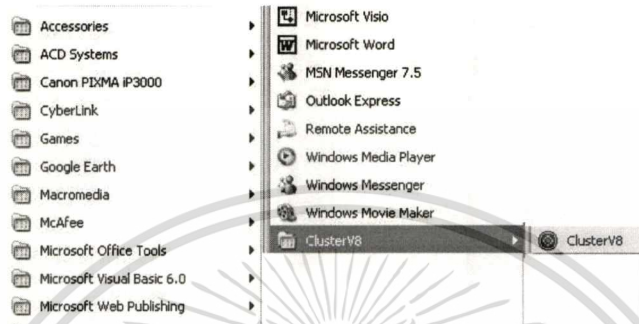 Accessories
ACD Systems
Canon PIXMA iP3000
CyberLink
Games
Google Earth
Macromedia
McAfee
Microsoft Office Tools
Microsoft Visual Basic 6.0
Microsoft Web Publishing
Microsoft Visio
Microsoft Word
MSN Messenger 7.5
Outlook Express
Remote Assistance
Windows Media Player
Windows Messenger
Windows Movie Maker
ClusterV8
ClusterV8